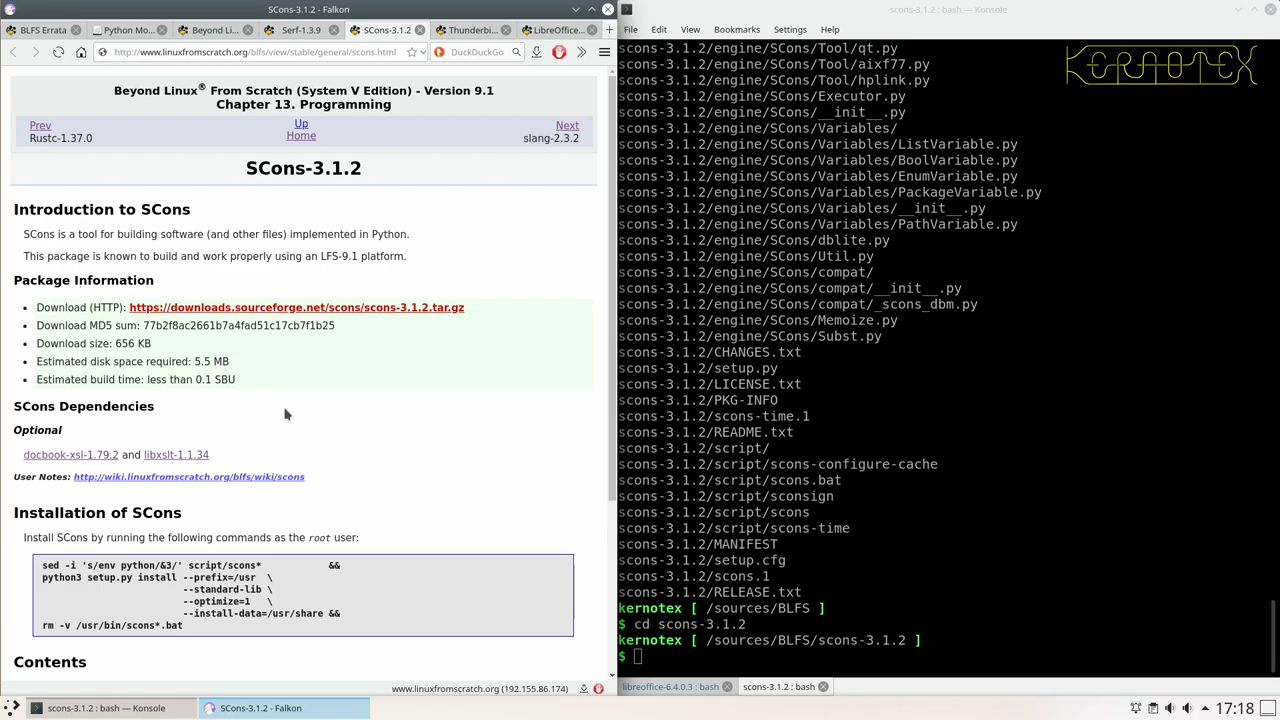 SCons-3.1.2 - Falkon
BLFS Errata
Python Mo...
Beyond Li...
Serf-1.3.9
SCons-3.1.2
Thunderbi...
LibreOffice...
http://www.linuxfromscratch.org/blfs/view/stable/general/scons.html
DuckDuckGo
Beyond Linux® From Scratch (System V Edition) - Version 9.1
Chapter 13. Programming
Prev
Up
Next
Rustc-1.37.0
Home
slang-2.3.2
SCons-3.1.2
Introduction to SCons
SCons is a tool for building software (and other files) implemented in Python.
This package is known to build and work properly using an LFS-9.1 platform.
Package Information
• Download (HTTP): https://downloads.sourceforge.net/scons/scons-3.1.2.tar.gz
• Download MD5 sum: 77b2f8ac2661b7a4fad51c17cb7f1b25
• Download size: 656 KB
• Estimated disk space required: 5.5 MB
• Estimated build time: less than 0.1 SBU
SCons Dependencies
Optional
docbook-xsl-1.79.2 and libxslt-1.1.34
User Notes: http://wiki.linuxfromscratch.org/blfs/wiki/scons
Installation of SCons
Install SCons by running the following commands as the root user:
sed -i 's/env python/&3/' script/scons* &&
python3 setup.py install --prefix=/usr \
--standard-lib \
--optimize=1 \
--install-data=/usr/share &&
rm -v /usr/bin/scons*.bat
Contents
www.linuxfromscratch.org (192.155.86.174)
scons-3.1.2 : bash — Konsole
File Edit View Bookmarks Settings Help
KERNOTEX
scons-3.1.2/engine/SCons/Tool/qt.py
scons-3.1.2/engine/SCons/Tool/aixf77.py
scons-3.1.2/engine/SCons/Tool/hplink.py
scons-3.1.2/engine/SCons/Executor.py
scons-3.1.2/engine/SCons/__init__.py
scons-3.1.2/engine/SCons/Variables/
scons-3.1.2/engine/SCons/Variables/ListVariable.py
scons-3.1.2/engine/SCons/Variables/BoolVariable.py
scons-3.1.2/engine/SCons/Variables/EnumVariable.py
scons-3.1.2/engine/SCons/Variables/PackageVariable.py
scons-3.1.2/engine/SCons/Variables/__init__.py
scons-3.1.2/engine/SCons/Variables/PathVariable.py
scons-3.1.2/engine/SCons/dblite.py
scons-3.1.2/engine/SCons/Util.py
scons-3.1.2/engine/SCons/compat/
scons-3.1.2/engine/SCons/compat/__init__.py
scons-3.1.2/engine/SCons/compat/_scons_dbm.py
scons-3.1.2/engine/SCons/Memoize.py
scons-3.1.2/engine/SCons/Subst.py
scons-3.1.2/CHANGES.txt
scons-3.1.2/setup.py
scons-3.1.2/LICENSE.txt
scons-3.1.2/PKG-INFO
scons-3.1.2/scons-time.1
scons-3.1.2/README.txt
scons-3.1.2/script/
scons-3.1.2/script/scons-configure-cache
scons-3.1.2/script/scons.bat
scons-3.1.2/script/sconsign
scons-3.1.2/script/scons
scons-3.1.2/script/scons-time
scons-3.1.2/MANIFEST
scons-3.1.2/setup.cfg
scons-3.1.2/scons.1
scons-3.1.2/RELEASE.txt
kernotex [ /sources/BLFS ]
$ cd scons-3.1.2
kernotex [ /sources/BLFS/scons-3.1.2 ]
$
libreoffice-6.4.0.3 : bash
scons-3.1.2 : bash
scons-3.1.2 : bash — Konsole
SCons-3.1.2 - Falkon
17:18